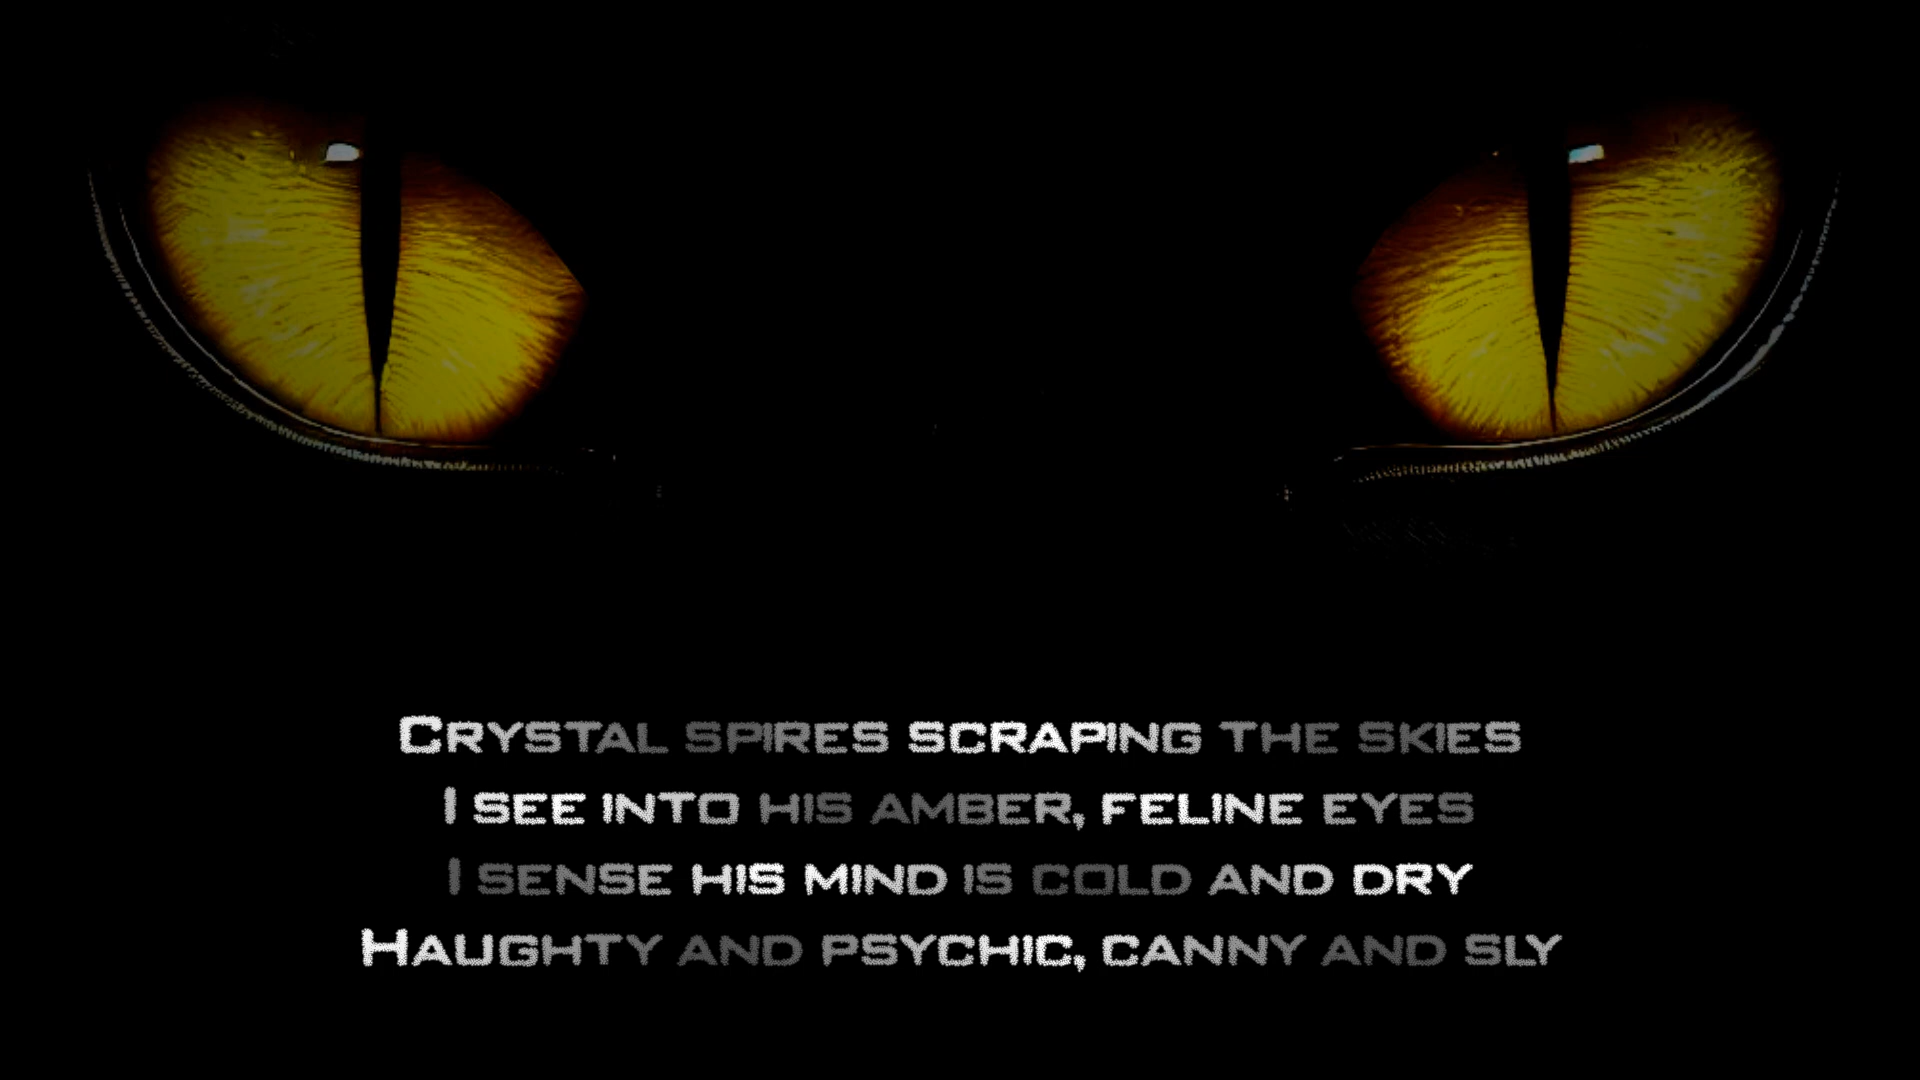 Crystal spires scraping the skies
I see into his amber, feline eyes
I sense his mind is cold and dry
Haughty and psychic, canny and sly